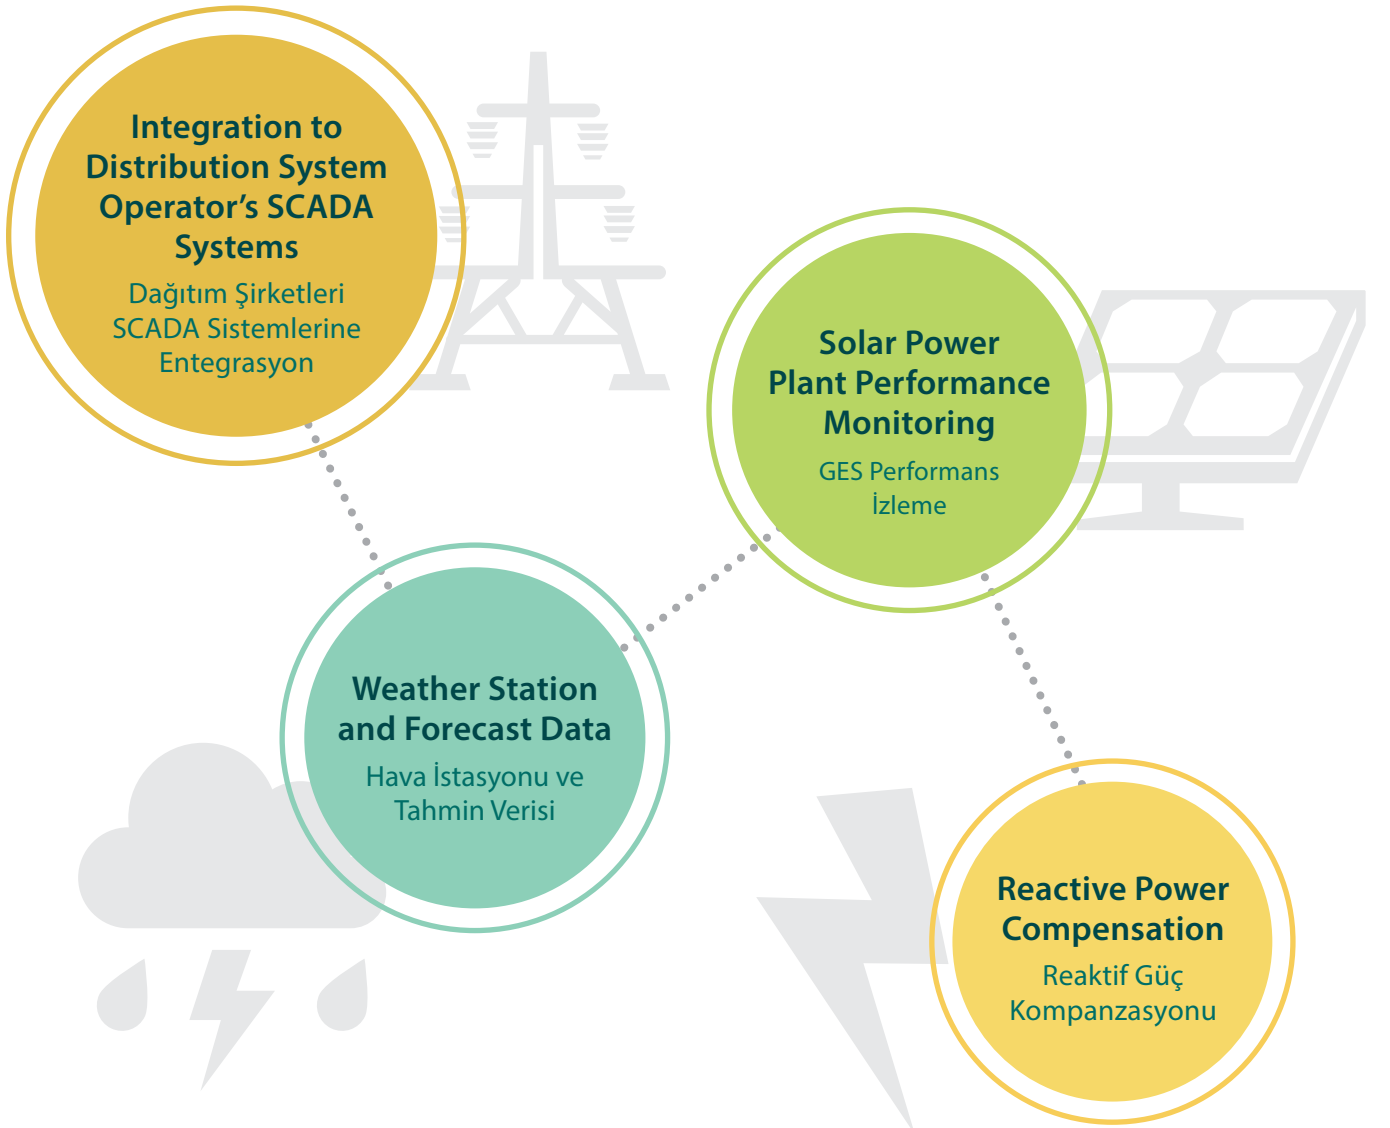 Integration to
Distribution System
Operator’s SCADA
Systems
Dağıtım Şirketleri
SCADA Sistemlerine
Entegrasyon
Solar Power
Plant Performance
Monitoring
GES Performans
İzleme
Weather Station
and Forecast Data
Hava İstasyonu ve
Tahmin Verisi
Reactive Power
Compensation
Reaktif Güç
Kompanzasyonu